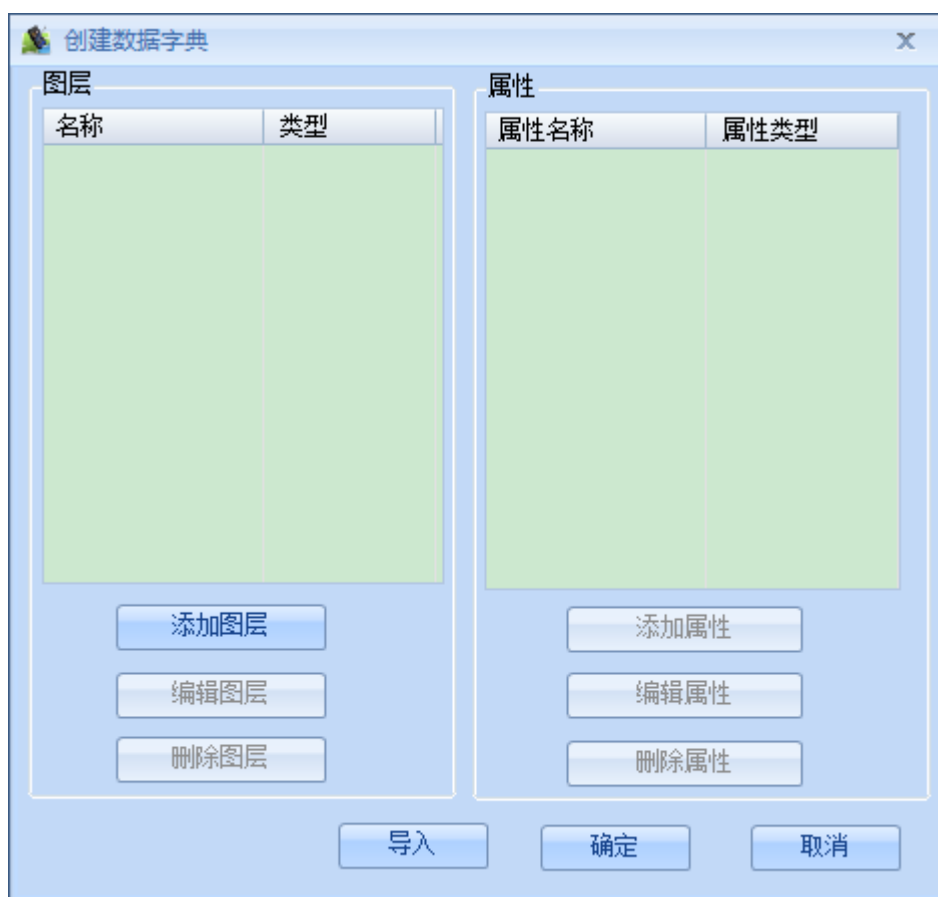 创建数据字典
图层
名称 类型
添加图层
编辑图层
删除图层
属性
属性名称 属性类型
添加属性
编辑属性
删除属性
导入 确定 取消